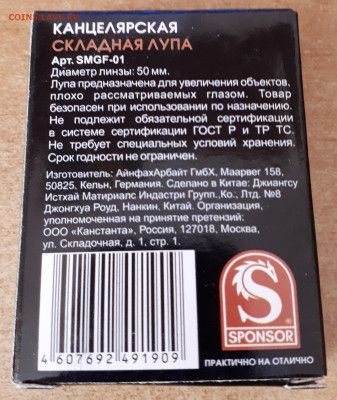 COINSS.LAVE.RU
КАНЦЕЛЯРСКАЯ
СКЛАДНАЯ ЛУПА
Арт. SMGF-01
Диаметр линзы: 50 мм.
Лупа предназначена для увеличения объектов,
плохо рассматриваемых глазом. Товар
безопасен при использовании по назначению.
Не подлежит обязательной сертификации
в системе сертификации ГОСТ Р и ТР ТС.
Не требует специальных условий хранения.
Срок годности не ограничен.
Изготовитель: АйнфахАрбайт ГмбХ, Маарвег 158,
50825, Кельн, Германия. Сделано в Китае: Джиангсу
Истхай Матириалс Индастри Групп.,Ко., Лтд. №8
Джонгхуа Роуд, Нанкин, Китай. Организация,
уполномоченная на принятие претензий:
ООО «Канстанта», Россия, 127018, Москва,
ул. Складочная, д. 1, стр. 1.
S
SPONSOR
4 607692 491909
ПРАКТИЧНО НА ОТЛИЧНО